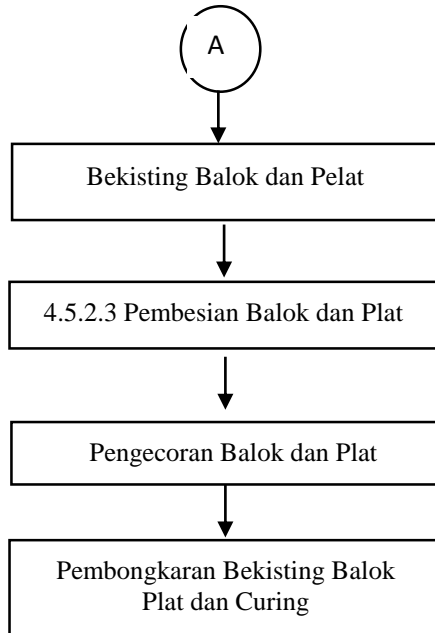 A
Bekisting Balok dan Pelat
4.5.2.3 Pembesian Balok dan Plat
Pengecoran Balok dan Plat
Pembongkaran Bekisting Balok
Plat dan Curing